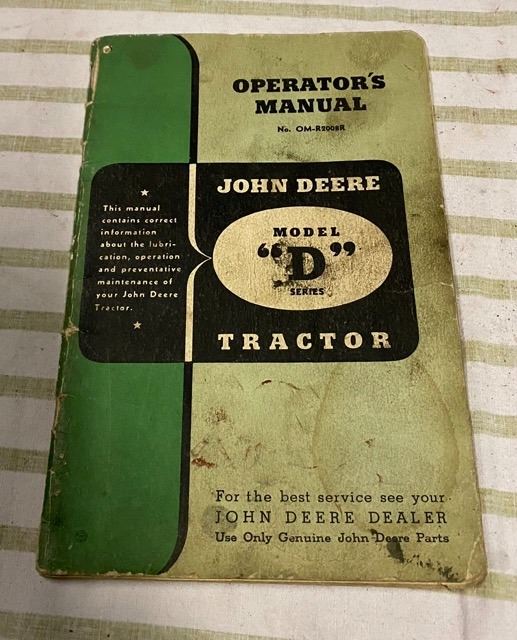 OPERATOR'S
MANUAL
No. OM-R2008R
JOHN DEERE
MODEL
"D"
SERIES
TRACTOR
★
This manual
contains correct
information
about the lubri-
cation, operation
and preventative
maintenance of
your John Deere
Tractor.
★
For the best service see your
JOHN DEERE DEALER
Use Only Genuine John Deere Parts